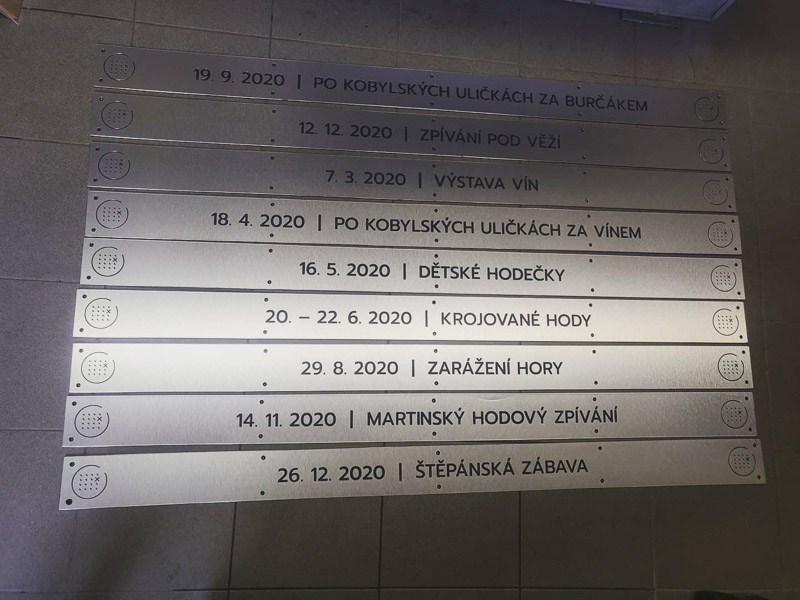 19. 9. 2020 | PO KOBYLSKÝCH ULIČKÁCH ZA BURČÁKEM
12. 12. 2020 | ZPÍVÁNÍ POD VĚŽÍ
7. 3. 2020 | VÝSTAVA VÍN
18. 4. 2020 | PO KOBYLSKÝCH ULIČKÁCH ZA VÍNEM
16. 5. 2020 | DĚTSKÉ HODEČKY
20. – 22. 6. 2020 | KROJOVANÉ HODY
29. 8. 2020 | ZARÁŽENÍ HORY
14. 11. 2020 | MARTINSKÝ HODOVÝ ZPÍVÁNÍ
26. 12. 2020 | ŠTĚPÁNSKÁ ZÁBAVA